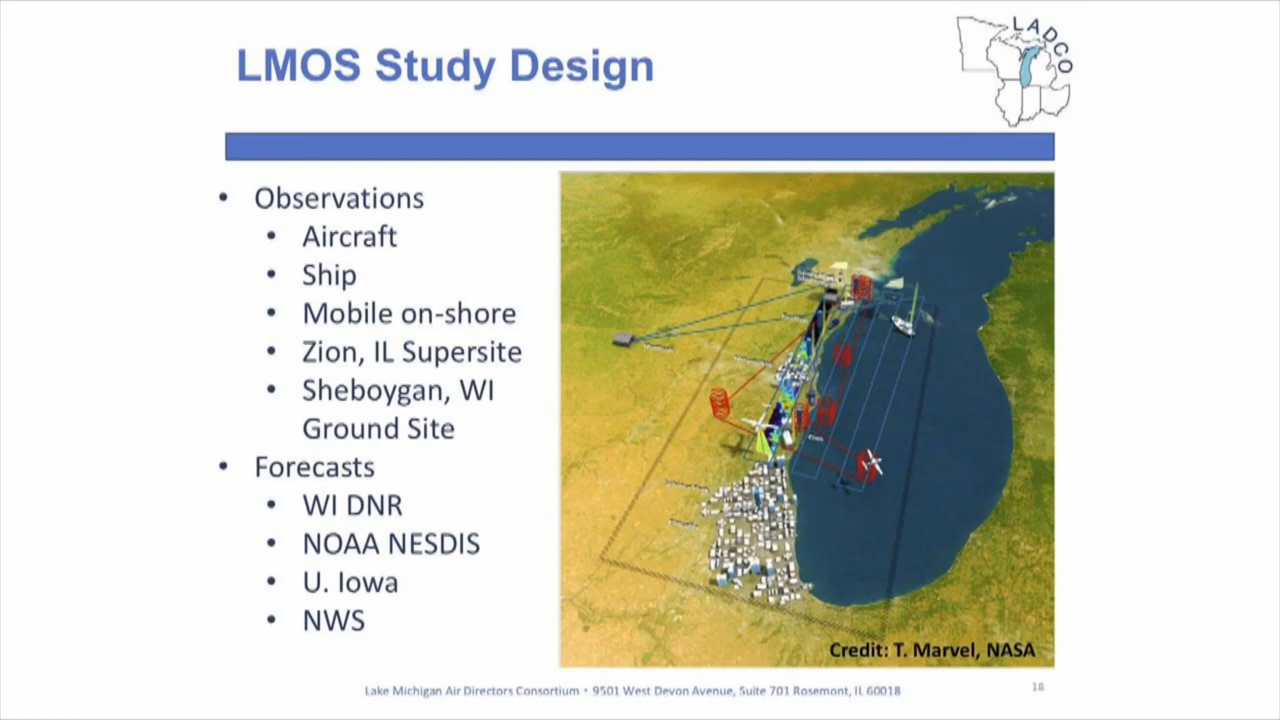 LMOS Study Design
LADCO
• Observations
• Aircraft
• Ship
• Mobile on-shore
• Zion, IL Supersite
• Sheboygan, WI
Ground Site
• Forecasts
• WI DNR
• NOAA NESDIS
• U. Iowa
• NWS
Credit: T. Marvel, NASA
Lake Michigan Air Directors Consortium • 9501 West Devon Avenue, Suite 701 Rosemont, IL 60018
18